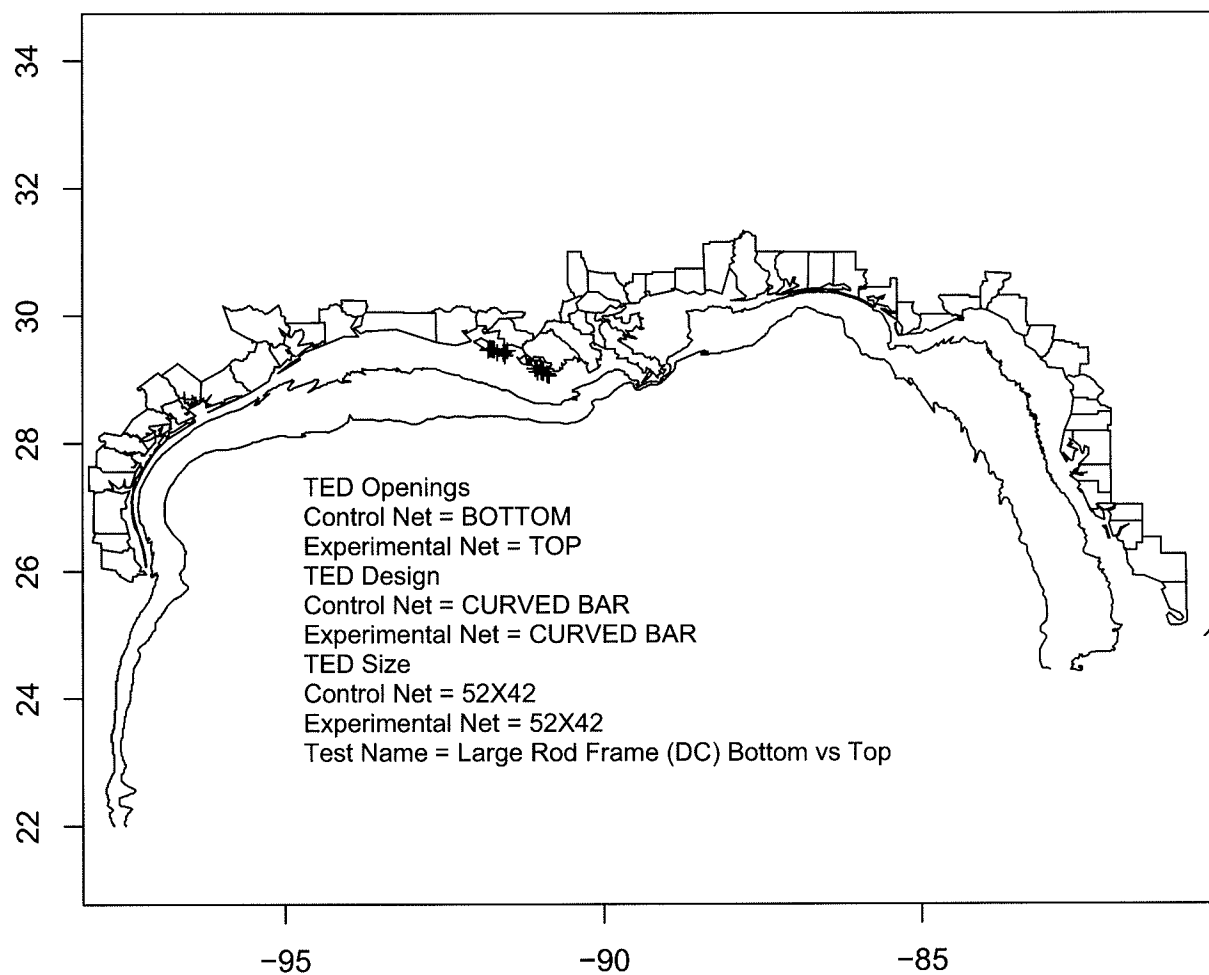 34
32
30
28
26
24
22
TED Openings
Control Net = BOTTOM
Experimental Net = TOP
TED Design
Control Net = CURVED BAR
Experimental Net = CURVED BAR
TED Size
Control Net = 52X42
Experimental Net = 52X42
Test Name = Large Rod Frame (DC) Bottom vs Top
−95 −90 −85